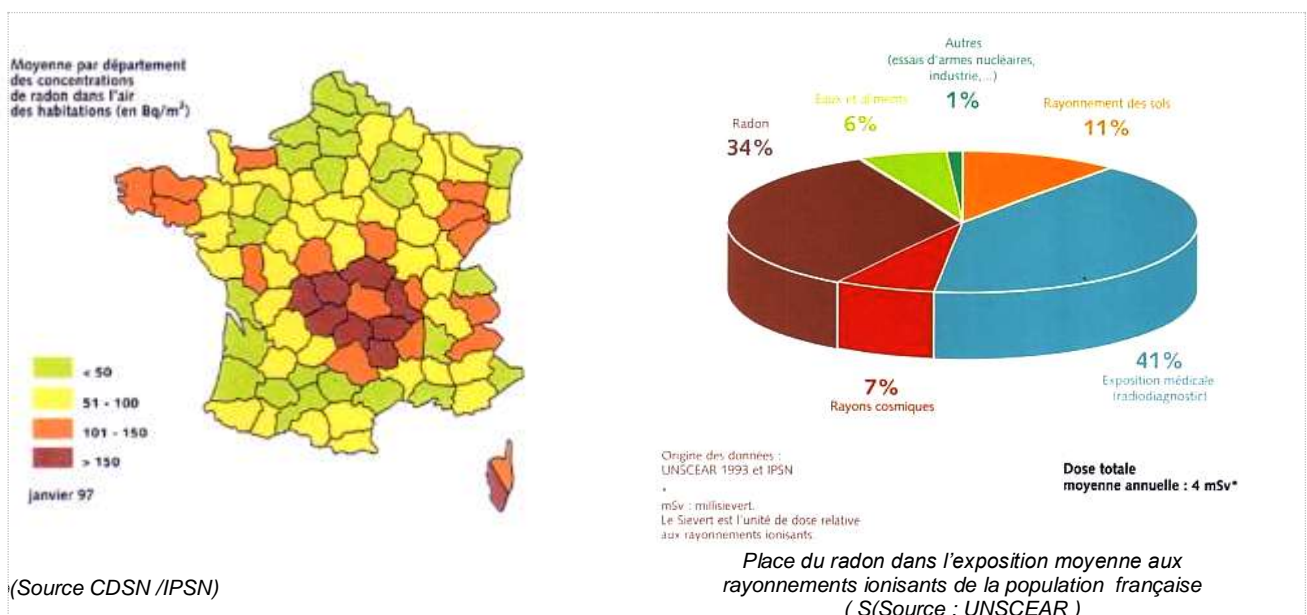 Moyenne par département
des concentrations
de radon dans l'air
des habitations (en Bq/m³)
< 50
51 - 100
101 - 150
> 150
janvier 97
(Source CDSN /IPSN)
Autres
(essais d'armes nucléaires,
industrie,...)
1%
Eaux et aliments
6%
Rayonnement des sols
11%
Radon
34%
41%
Exposition médicale
(radiodiagnostic)
7%
Rayons cosmiques
Origine des données :
UNSCEAR 1993 et IPSN
*
mSv : millisievert.
Le Sievert est l'unité de dose relative
aux rayonnements ionisants
Dose totale
moyenne annuelle : 4 mSv*
Place du radon dans l'exposition moyenne aux
rayonnements ionisants de la population française
( S(Source : UNSCEAR )